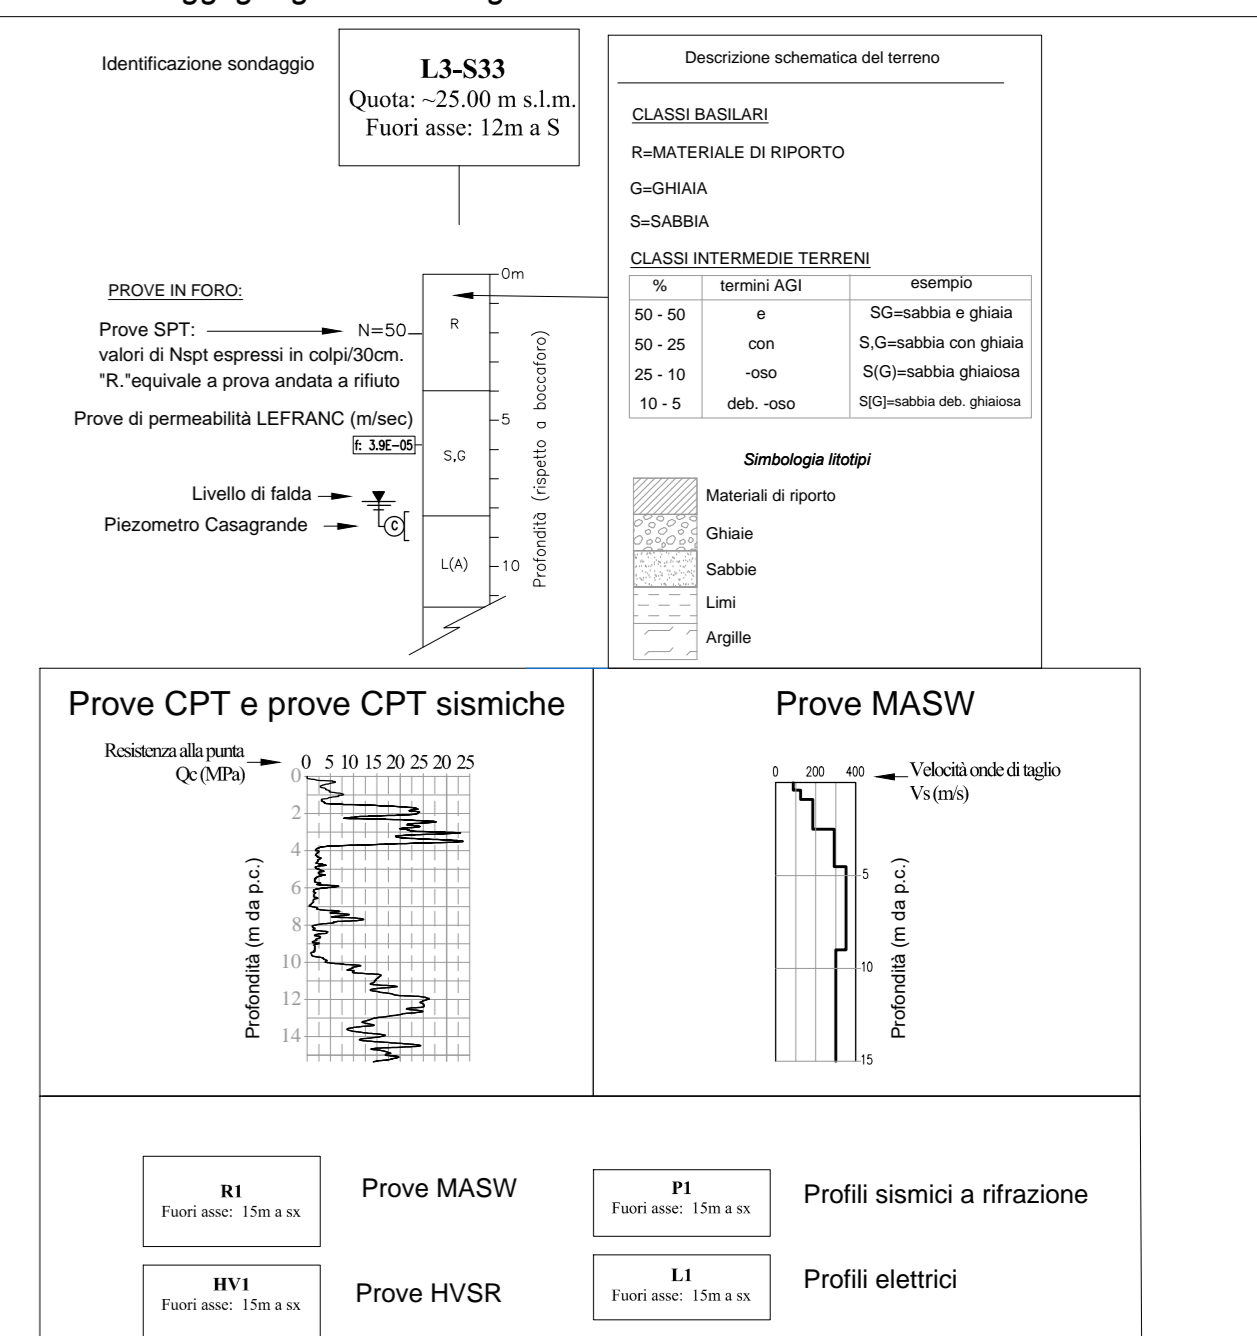 Identificazione sondaggio
L3-S33
Quota: ~25.00 m s.l.m.
Fuori asse: 12m a S
Descrizione schematica del terreno
CLASSI BASILARI
R=MATERIALE DI RIPORTO
G=GHIAIA
S=SABBIA
CLASSI INTERMEDIE TERRENI
% termini AGI esempio
50 - 50 e SG=sabbia e ghiaia
50 - 25 con S,G=sabbia con ghiaia
25 - 10 -oso S(G)=sabbia ghiaiosa
10 - 5 deb. -oso S[G]=sabbia deb. ghiaiosa
Simbologia litotipi
Materiali di riporto
Ghiaie
Sabbie
Limi
Argille
PROVE IN FORO:
Prove SPT:
N=50
valori di Nspt espressi in colpi/30cm.
"R."equivale a prova andata a rifiuto
Prove di permeabilità LEFRANC (m/sec)
f: 3.9E-05
Livello di falda
Piezometro Casagrande
C
0m
R
5
S,G
L(A)
10
Profondità (rispetto a boccaforo)
Prove CPT e prove CPT sismiche
Resistenza alla punta
Qc (MPa)
0 5 10 15 20 25 20 25
0
2
4
6
8
10
12
14
Profondità (m da p.c.)
Prove MASW
0 200 400
Velocità onde di taglio
Vs (m/s)
5
10
15
Profondità (m da p.c.)
R1
Fuori asse: 15m a sx
Prove MASW
P1
Fuori asse: 15m a sx
Profili sismici a rifrazione
HV1
Fuori asse: 15m a sx
Prove HVSR
L1
Fuori asse: 15m a sx
Profili elettrici